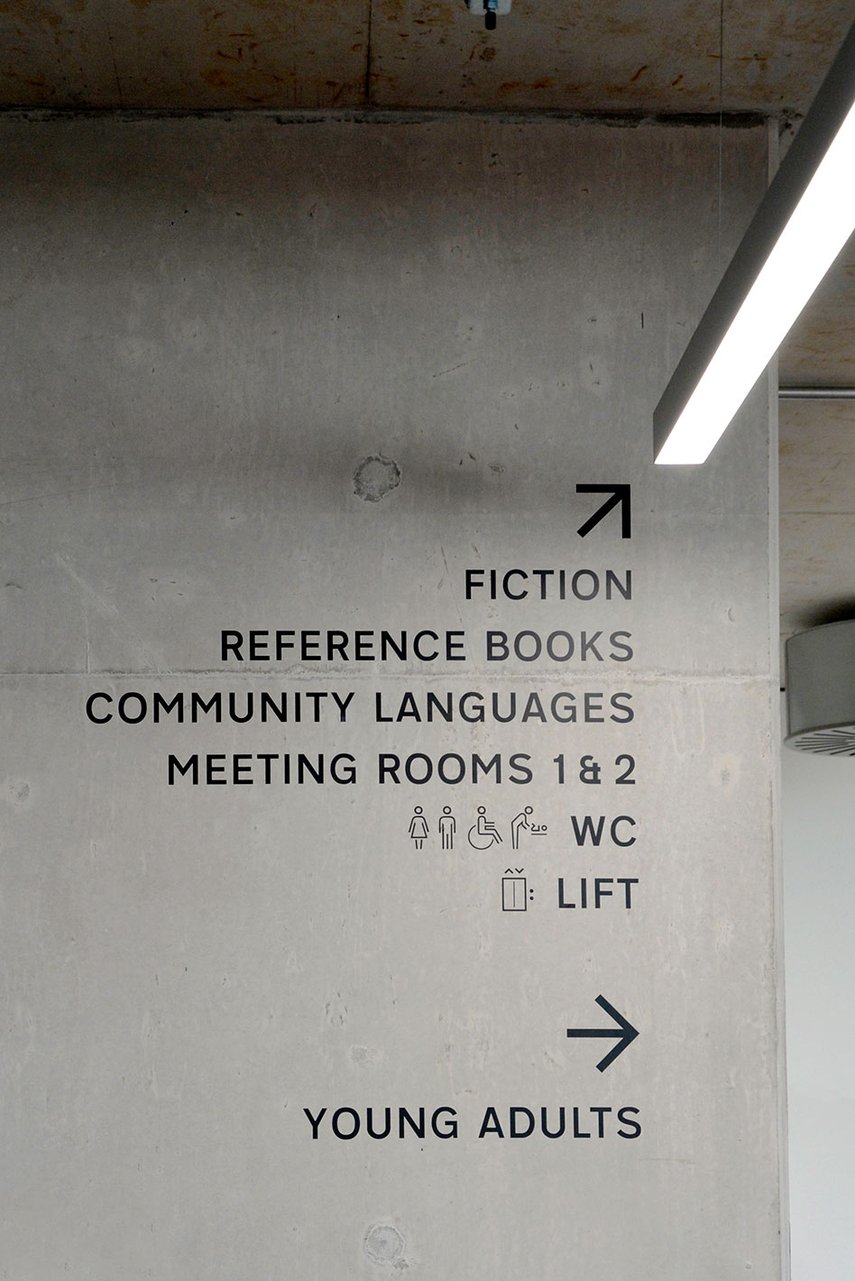 FICTION
REFERENCE BOOKS
COMMUNITY LANGUAGES
MEETING ROOMS 1 & 2
WC
LIFT
YOUNG ADULTS